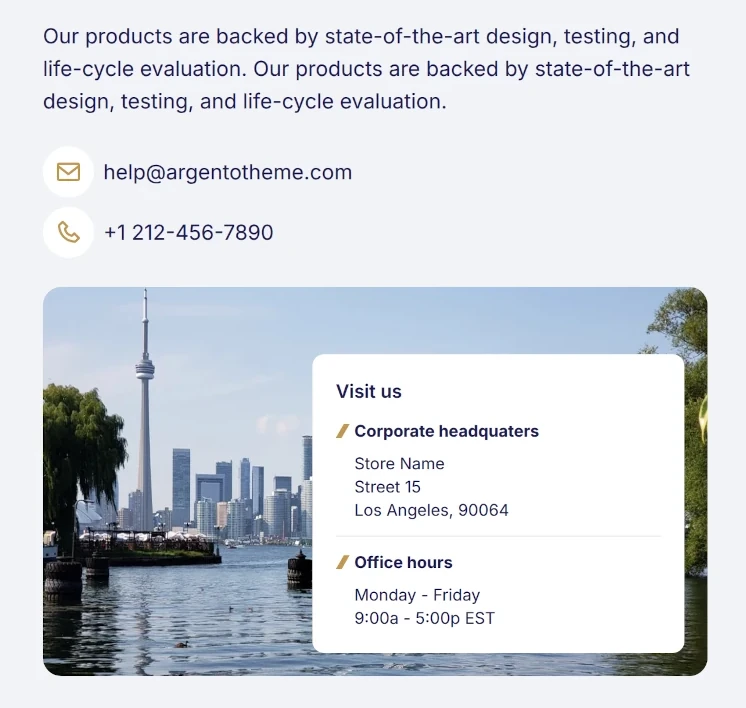 Our products are backed by state-of-the-art design, testing, and
life-cycle evaluation. Our products are backed by state-of-the-art
design, testing, and life-cycle evaluation.
help@argentotheme.com
+1 212-456-7890
Visit us
Corporate headquaters
Store Name
Street 15
Los Angeles, 90064
Office hours
Monday - Friday
9:00a - 5:00p EST